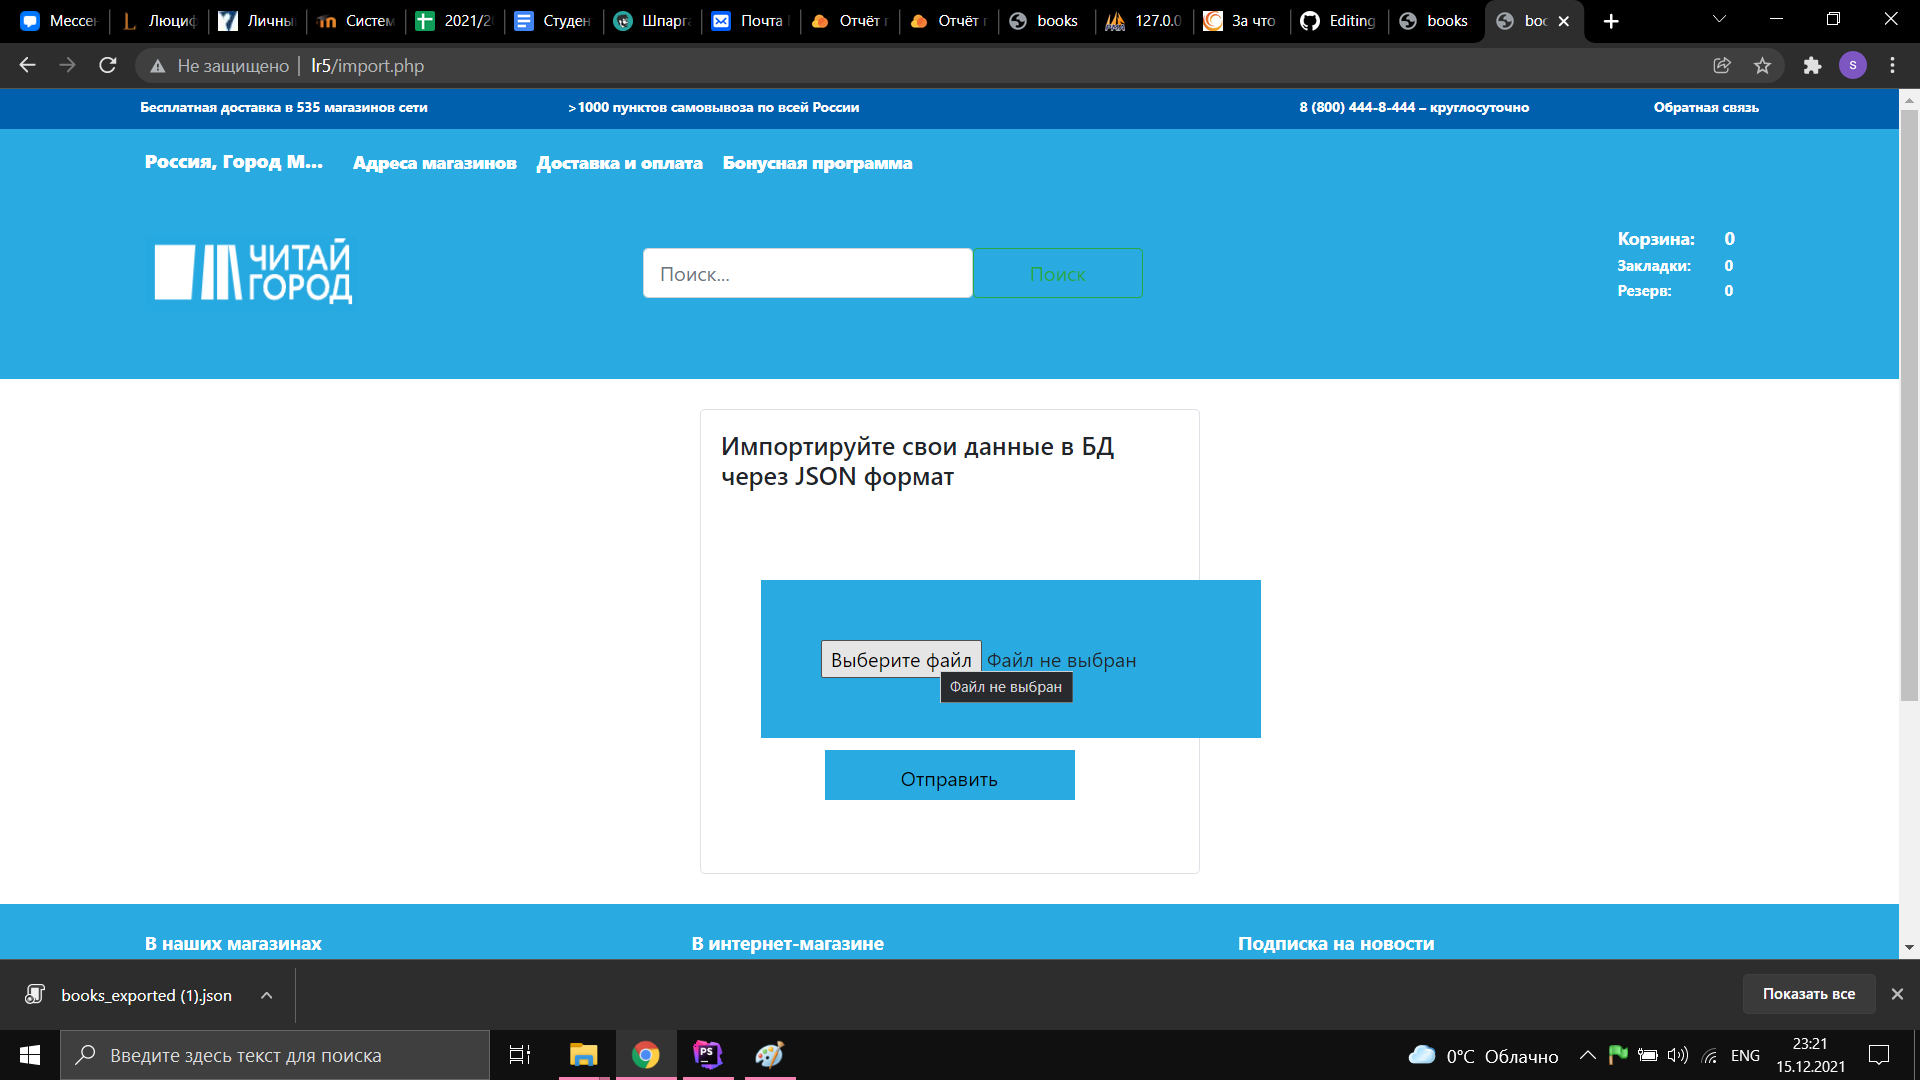 Мессен
Люциф
Личны
Систем
2021/2
Студен
Шпарга
Почта
Отчёт
Отчёт
books
127.0.0
За что
Editing
books
boc
Не защищено | lr5/import.php
S
Бесплатная доставка в 535 магазинов сети
>1000 пунктов самовывоза по всей России
8 (800) 444-8-444 – круглосуточно
Обратная связь
Россия, Город М...
Адреса магазинов
Доставка и оплата
Бонусная программа
ЧИТАЙ
ГОРОД
Поиск...
Поиск
Корзина: 0
Закладки: 0
Резерв: 0
Импортируйте свои данные в БД
через JSON формат
Выберите файл Файл не выбран
Файл не выбран
Отправить
В наших магазинах
В интернет-магазине
Подписка на новости
books_exported (1).json
Показать все
Введите здесь текст для поиска
PS
0°C Облачно
ENG
23:21
15.12.2021